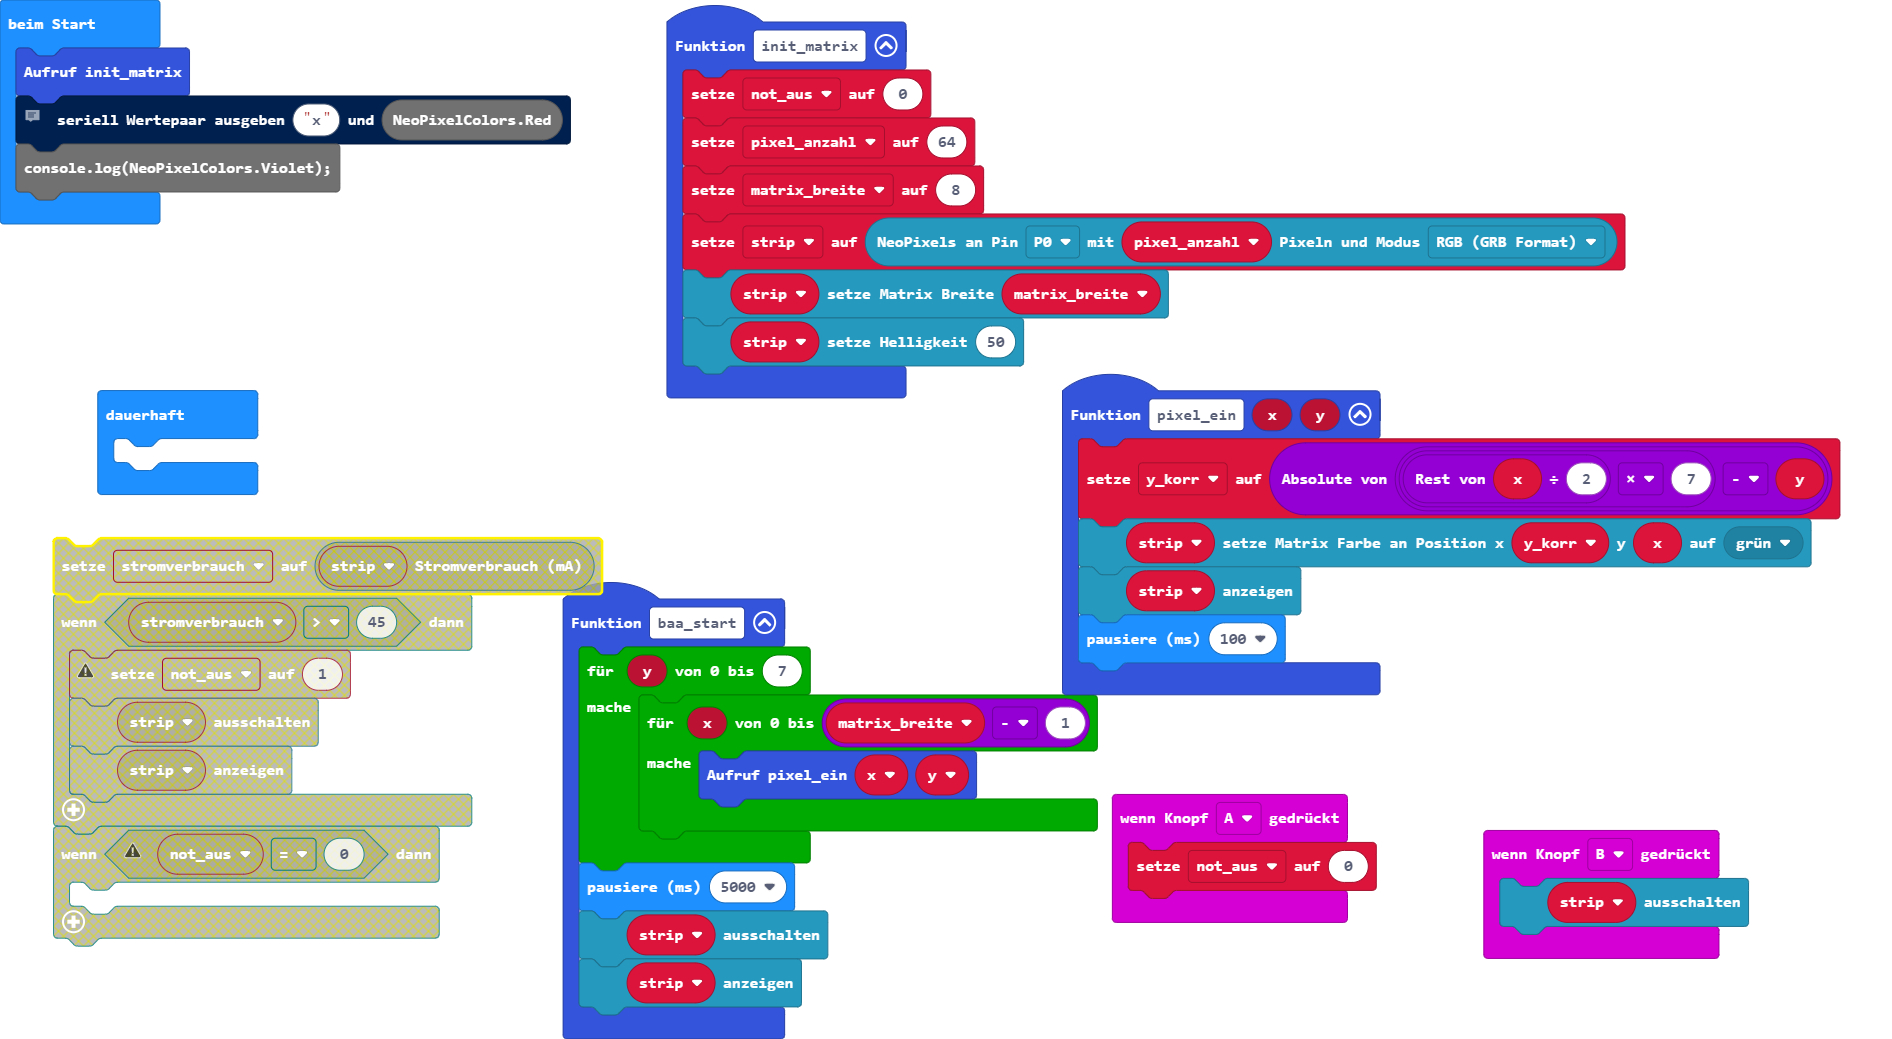 beim Start
Aufruf init_matrix
seriell Wertepaar ausgeben "x" und NeoPixelColors.Red
console.log(NeoPixelColors.Violet);
Funktion init_matrix
setze not_aus auf 0
setze pixel_anzahl auf 64
setze matrix_breite auf 8
setze strip auf NeoPixels an Pin P0 mit pixel_anzahl Pixeln und Modus RGB (GRB Format)
strip setze Matrix Breite matrix_breite
strip setze Helligkeit 50
dauerhaft
Funktion pixel_ein x y
setze y_korr auf Absolute von Rest von x ÷ 2 × 7 - y
strip setze Matrix Farbe an Position x y_korr y x auf grün
strip anzeigen
pausiere (ms) 100
setze stromverbrauch auf strip Stromverbrauch (mA)
wenn stromverbrauch > 45 dann
setze not_aus auf 1
strip ausschalten
strip anzeigen
wenn not_aus = 0 dann
Funktion baa_start
für y von 0 bis 7
mache
für x von 0 bis matrix_breite - 1
mache
Aufruf pixel_ein x y
pausiere (ms) 5000
strip ausschalten
strip anzeigen
wenn Knopf A gedrückt
setze not_aus auf 0
wenn Knopf B gedrückt
strip ausschalten